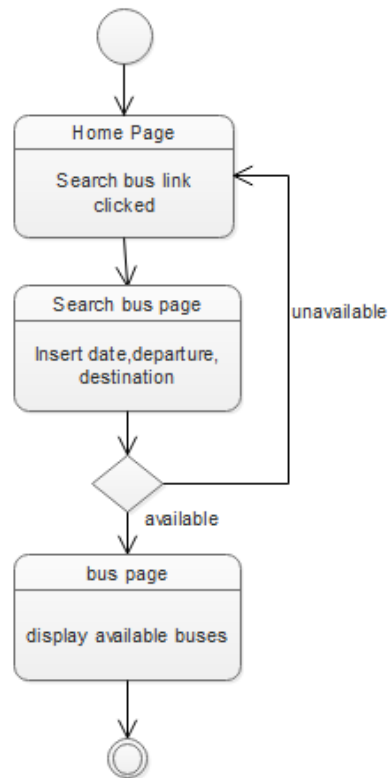 Home Page
Search bus link
clicked
Search bus page
unavailable
Insert date,departure,
destination
available
bus page
display available buses